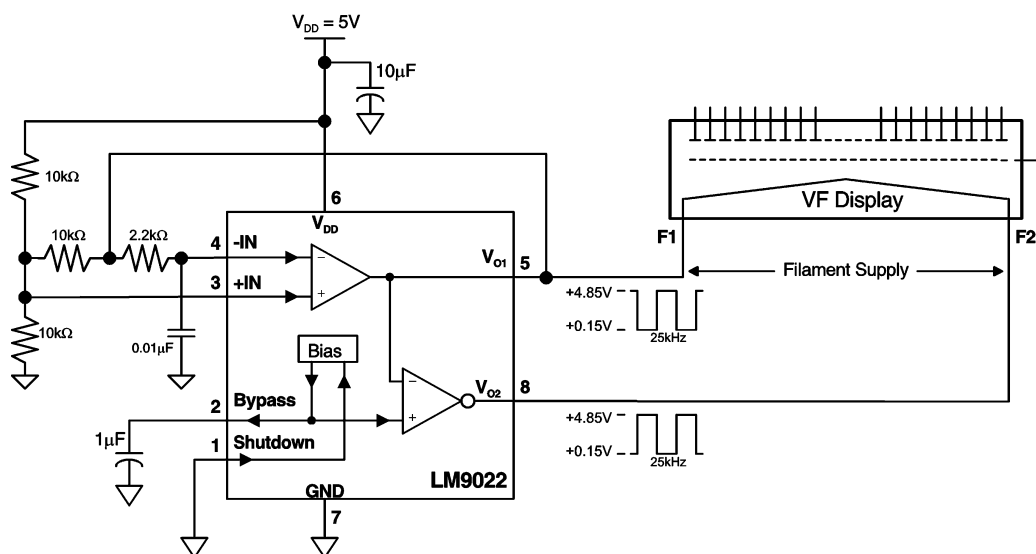 V_DD = 5V
10µF
10kΩ
6
V_DD
VF Display
10kΩ
2.2kΩ
4
-IN
−
V_O1
5
F1
F2
Filament Supply
3
+IN
+
+4.85V
+0.15V
25kHz
10kΩ
0.01µF
Bias
−
V_O2
8
2
Bypass
+
+4.85V
+0.15V
25kHz
1µF
1
Shutdown
LM9022
GND
7